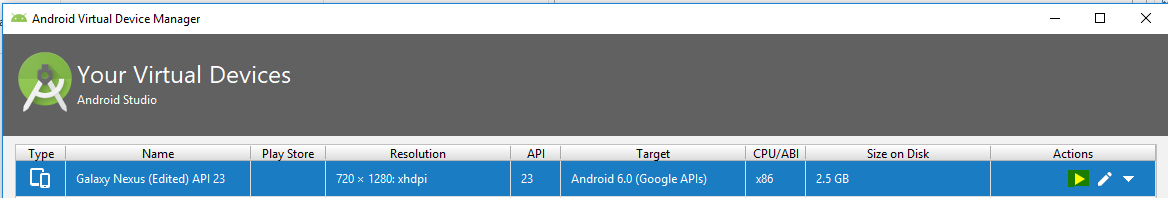 Android Virtual Device Manager
Your Virtual Devices
Android Studio
Type Name Play Store Resolution API Target CPU/ABI Size on Disk Actions
Galaxy Nexus (Edited) API 23 720 × 1280: xhdpi 23 Android 6.0 (Google APIs) x86 2.5 GB